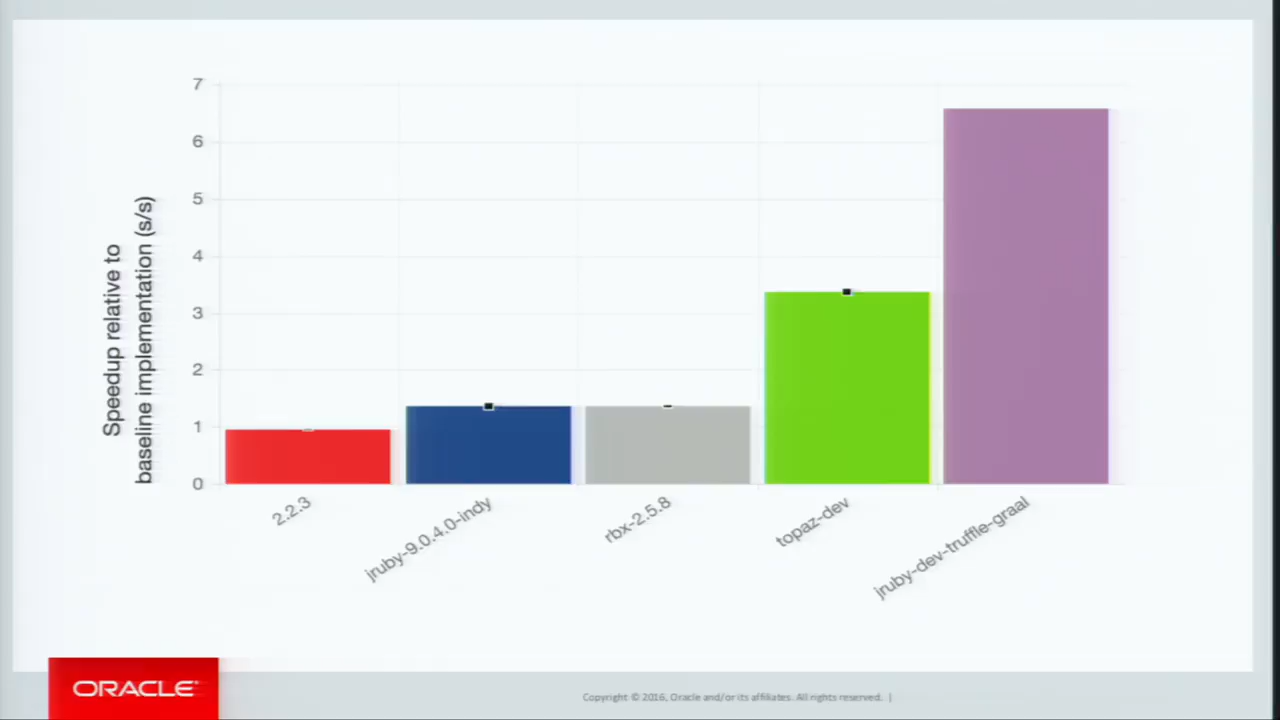 7
6
5
4
3
2
1
0
Speedup relative to
baseline implementation (s/s)
2.2.3
jruby-9.0.4.0-indy
rbx-2.5.8
topaz-dev
jruby-dev-truffle-graal
ORACLE
Copyright © 2016, Oracle and/or its affiliates. All rights reserved. |